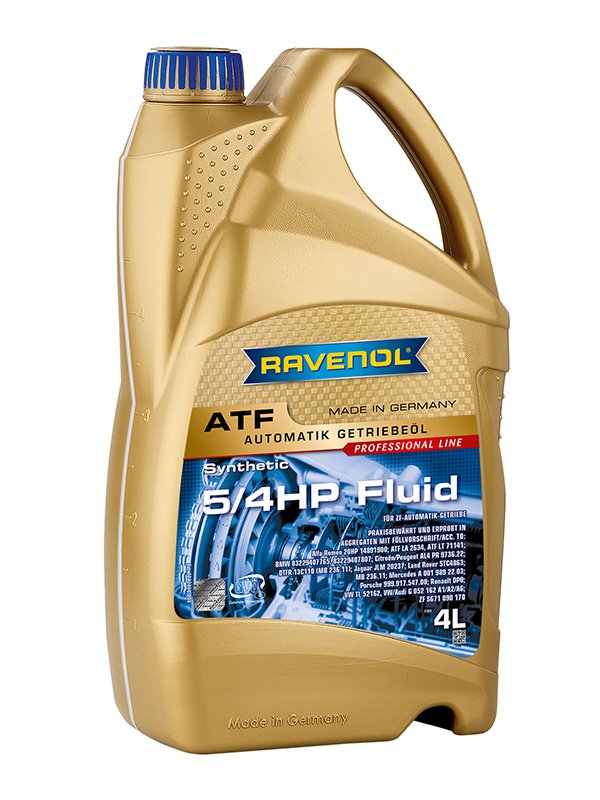 RAVENOL®
ATF
MADE IN GERMANY
AUTOMATIK GETRIEBEÖL
PROFESSIONAL LINE
Synthetic
5/4HP Fluid
FÜR ZF-AUTOMATIK-GETRIEBE
PRAXISBEWÄHRT UND ERPROBT IN
AGGREGATEN MIT FÜLLVORSCHRIFT/ACC. TO:
Alfa Romeo 20HP 14891900; ATF LA 2634, ATF LT 71141;
BMW 83229407765, 83229407807; Citroën/Peugeot AL4 PR 9736.22;
DTFR 13C110 (MB 236.11); Jaguar JLM 20237; Land Rover STC4863;
MB 236.11; Mercedes A 001 989 22 03;
Porsche 999.917.547.00; Renault DP0;
VW TL 52162, VW/Audi G 052 162 A1/A2/A6;
ZF S671 090 170
4L
Made in Germany